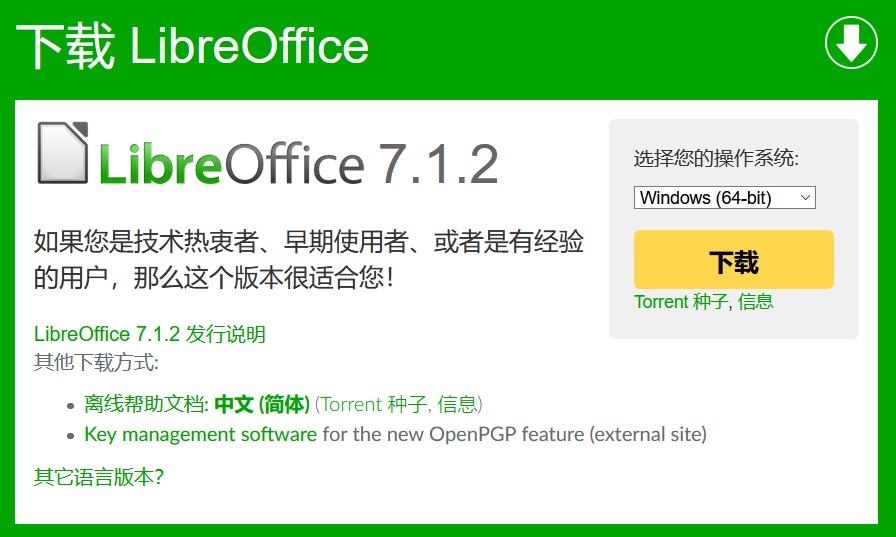 下载 LibreOffice
LibreOffice 7.1.2
如果您是技术热衷者、早期使用者、或者是有经验
的用户，那么这个版本很适合您！
LibreOffice 7.1.2 发行说明
其他下载方式:
离线帮助文档: 中文 (简体) (Torrent 种子, 信息)
Key management software for the new OpenPGP feature (external site)
其它语言版本？
选择您的操作系统:
Windows (64-bit)
下载
Torrent 种子, 信息